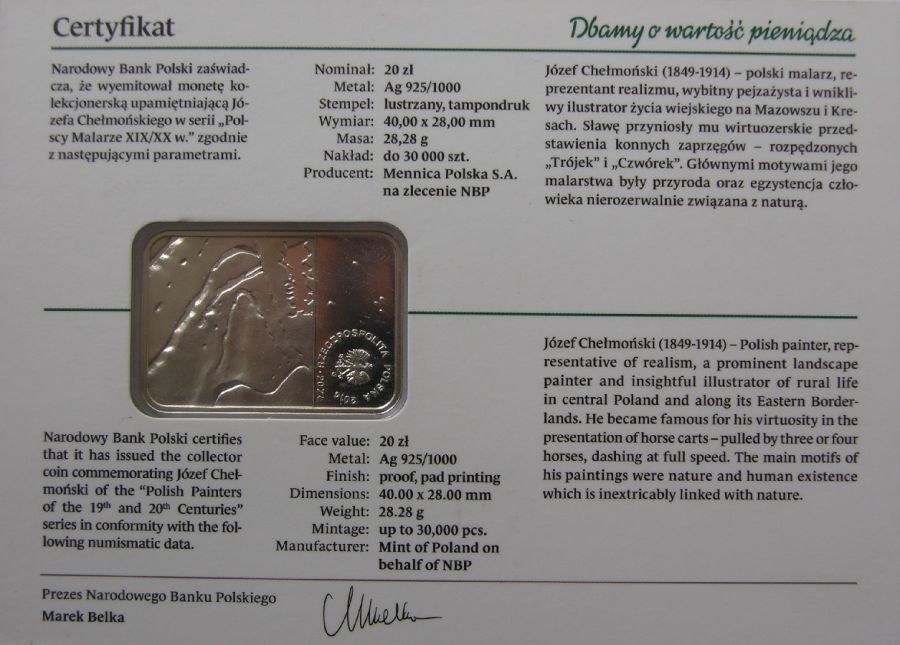 Certyfikat
Dbamy o wartość pieniądza
Narodowy Bank Polski zaświad-
cza, że wyemitował monetę ko-
lekcjonerską upamiętniającą Jó-
zefa Chełmońskiego w serii „Pol-
scy Malarze XIX/XX w.” zgodnie
z następującymi parametrami.
Nominał: 20 zł
Metal: Ag 925/1000
Stempel: lustrzany, tampondruk
Wymiar: 40,00 x 28,00 mm
Masa: 28,28 g
Nakład: do 30 000 szt.
Producent: Mennica Polska S.A.
na zlecenie NBP
Józef Chełmoński (1849-1914) – polski malarz, re-
prezentant realizmu, wybitny pejzażysta i wnikli-
wy ilustrator życia wiejskiego na Mazowszu i Kre-
sach. Sławę przyniosły mu wirtuozerskie przed-
stawienia konnych zaprzęgów – rozpędzonych
„Trójek” i „Czwórek”. Głównymi motywami jego
malarstwa były przyroda oraz egzystencja czło-
wieka nierozerwalnie związana z naturą.
RZECZPOSPOLITA POLSKA
2014
20 ZŁ
Narodowy Bank Polski certifies
that it has issued the collector
coin commemorating Józef Cheł-
moński of the “Polish Painters
of the 19th and 20th Centuries”
series in conformity with the fol-
lowing numismatic data.
Face value: 20 zł
Metal: Ag 925/1000
Finish: proof, pad printing
Dimensions: 40.00 x 28.00 mm
Weight: 28.28 g
Mintage: up to 30,000 pcs.
Manufacturer: Mint of Poland on
behalf of NBP
Józef Chełmoński (1849-1914) – Polish painter, rep-
resentative of realism, a prominent landscape
painter and insightful illustrator of rural life
in central Poland and along its Eastern Border-
lands. He became famous for his virtuosity in the
presentation of horse carts – pulled by three or four
horses, dashing at full speed. The main motifs of
his paintings were nature and human existence
which is inextricably linked with nature.
Prezes Narodowego Banku Polskiego
Marek Belka